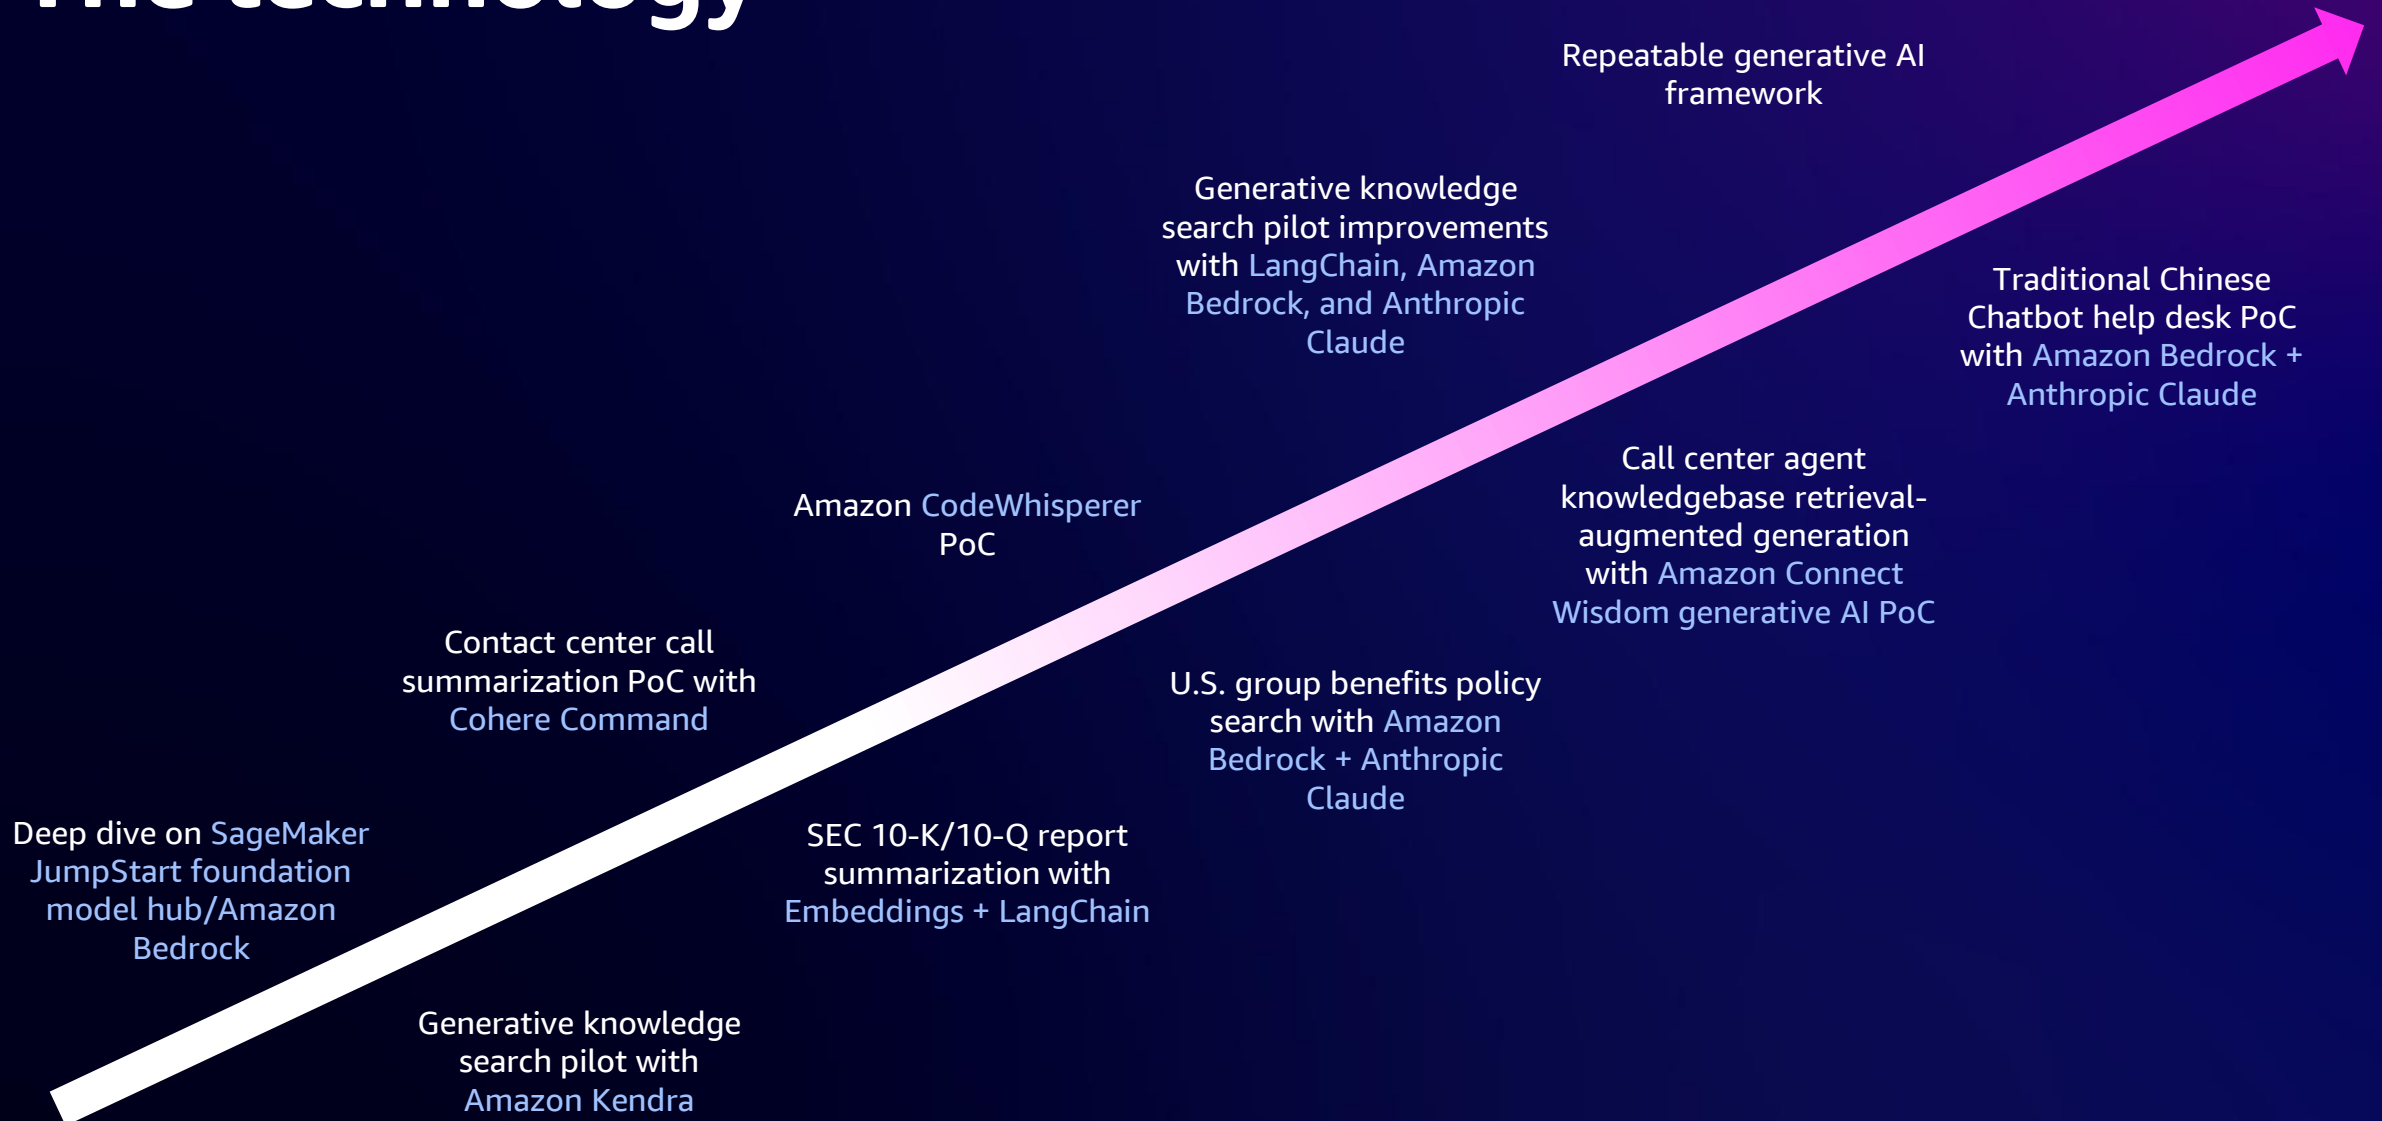 The technology
Repeatable generative AI
framework
Generative knowledge
search pilot improvements
with LangChain, Amazon
Bedrock, and Anthropic
Claude
Traditional Chinese
Chatbot help desk PoC
with Amazon Bedrock +
Anthropic Claude
Call center agent
knowledgebase retrieval-
augmented generation
with Amazon Connect
Wisdom generative AI PoC
Amazon CodeWhisperer
PoC
Contact center call
summarization PoC with
Cohere Command
U.S. group benefits policy
search with Amazon
Bedrock + Anthropic
Claude
Deep dive on SageMaker
JumpStart foundation
model hub/Amazon
Bedrock
SEC 10-K/10-Q report
summarization with
Embeddings + LangChain
Generative knowledge
search pilot with
Amazon Kendra